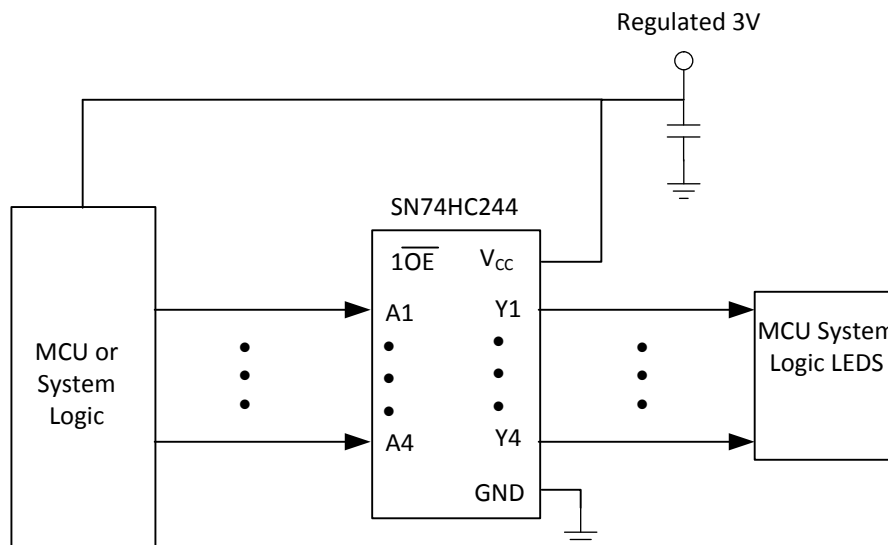 Regulated 3V
SN74HC244
1OE
VCC
A1
Y1
A4
Y4
GND
MCU or
System
Logic
MCU System
Logic LEDS